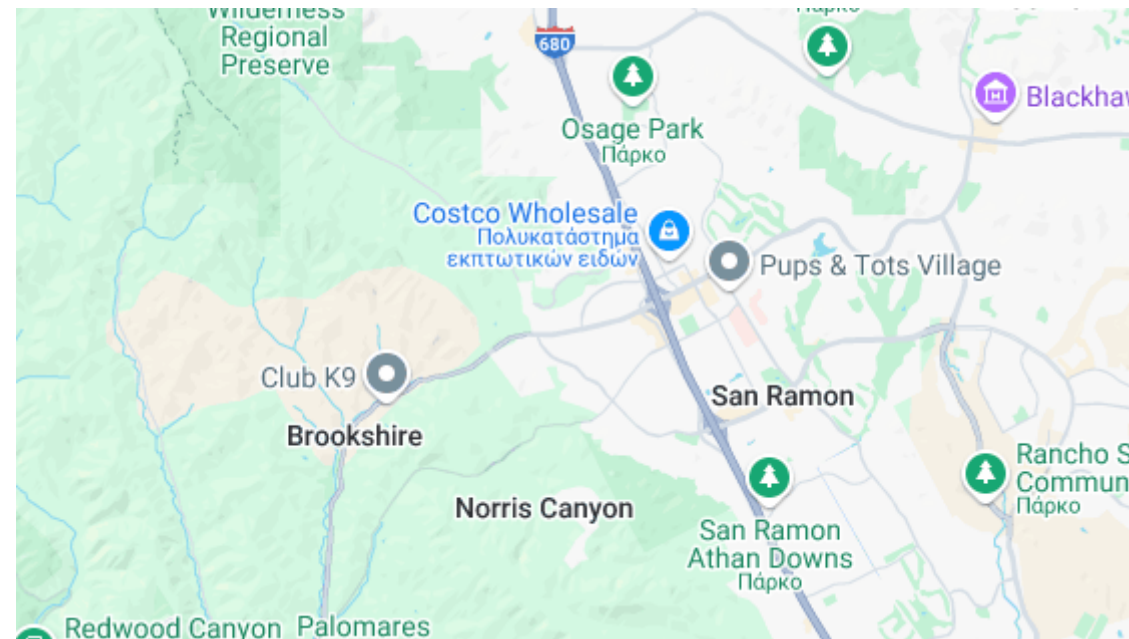 Wilderness
Regional
Preserve
680
Πάρκο
Osage Park
Πάρκο
Costco Wholesale
Πολυκατάστημα
εκπτωτικών ειδών
Pups & Tots Village
Club K9
Brookshire
San Ramon
Norris Canyon
San Ramon
Athan Downs
Πάρκο
Rancho S
Commun
Πάρκο
Redwood Canyon
Palomares